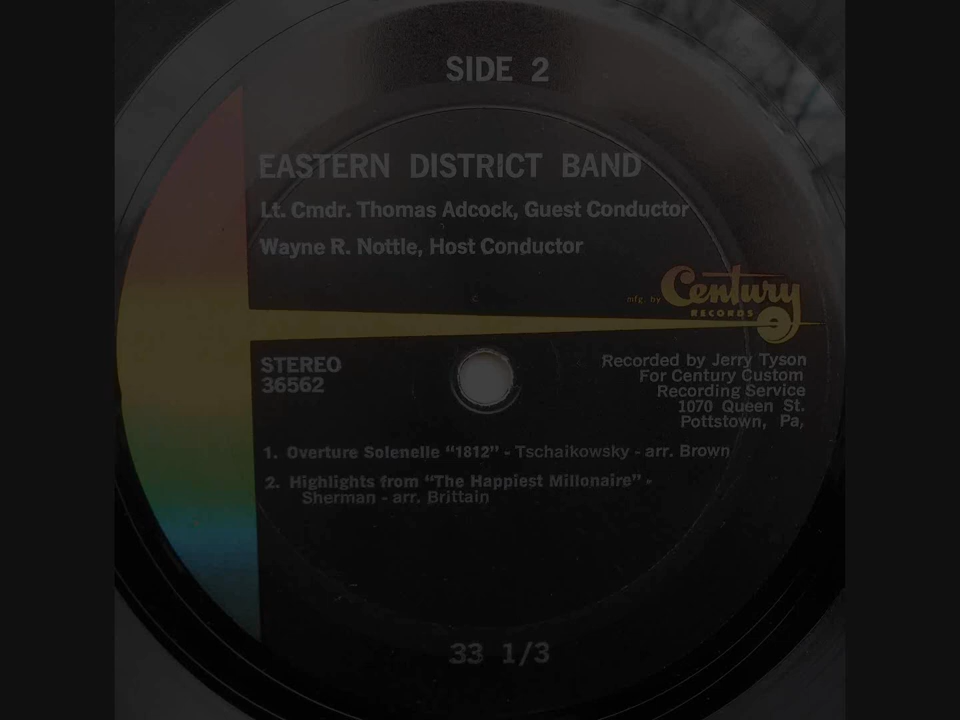 SIDE 2
EASTERN DISTRICT BAND
Lt. Cmdr. Thomas Adcock, Guest Conductor
Wayne R. Nottle, Host Conductor
mfg. by Century
RECORDS
STEREO
36562
Recorded by Jerry Tyson
For Century Custom
Recording Service
1070 Queen St.
Pottstown, Pa,
1. Overture Solenelle "1812" - Tschaikowsky - arr. Brown
2. Highlights from "The Happiest Millonaire" -
Sherman - arr. Brittain
33 1/3